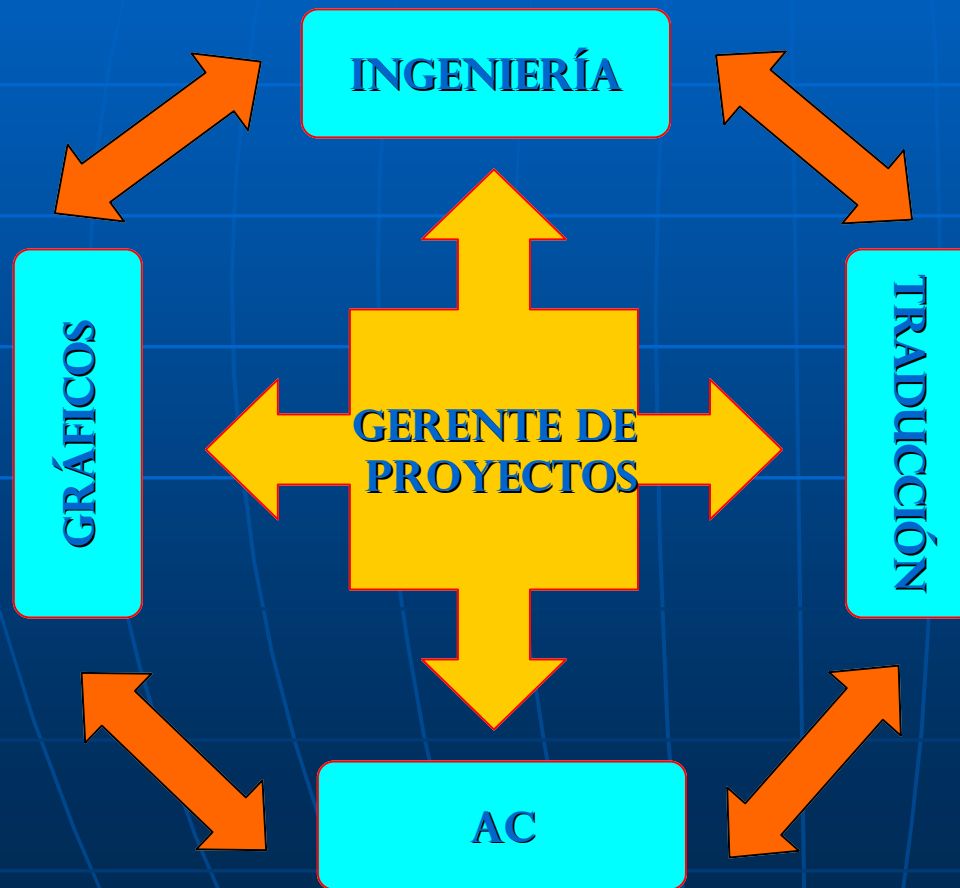 INGENIERÍA
GRÁFICOS
GERENTE DE
PROYECTOS
TRADUCCIÓN
AC